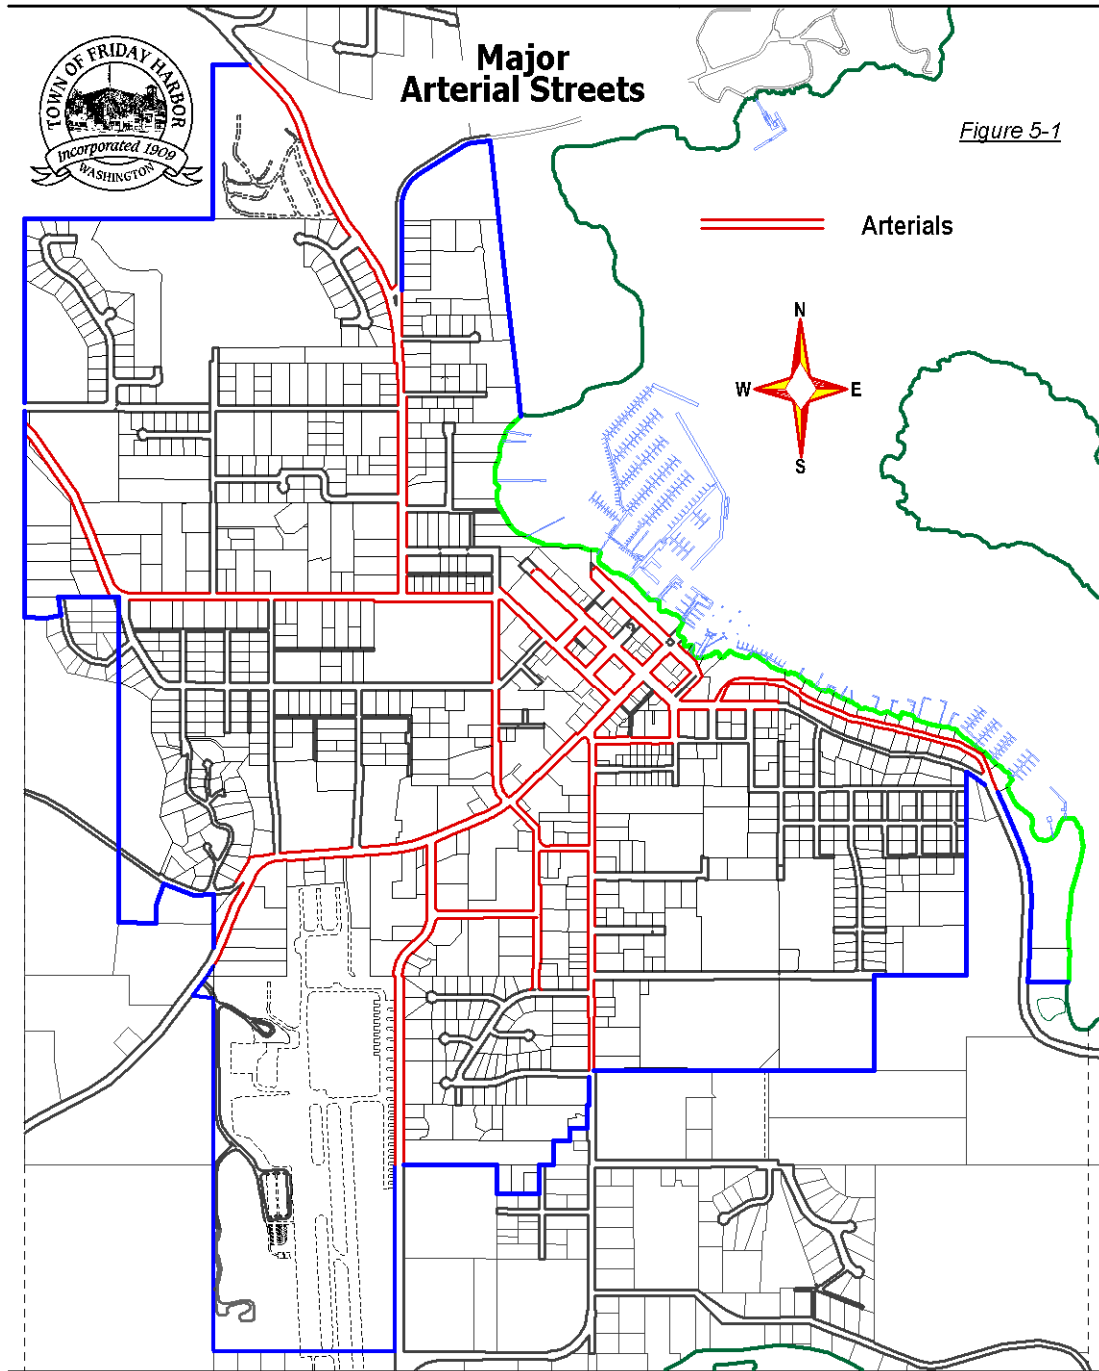 TOWN OF FRIDAY HARBOR
incorporated 1909
WASHINGTON
Major
Arterial Streets
Figure 5-1
Arterials
N
W E
S